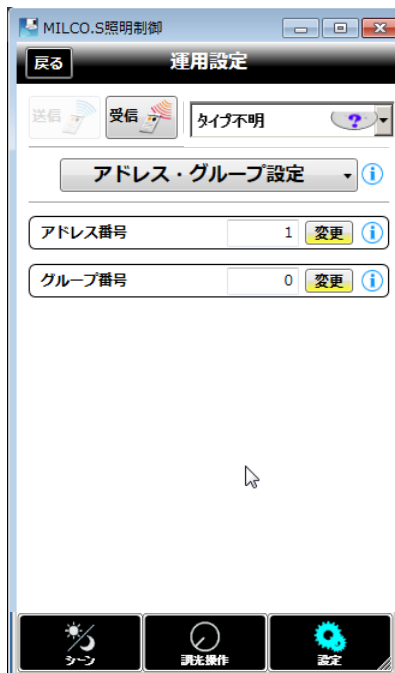 MILCO.S照明制御
戻る 運用設定
送信 受信 タイプ不明 ?
アドレス・グループ設定
アドレス番号 1 変更
グループ番号 0 変更
シーン 調光操作 設定